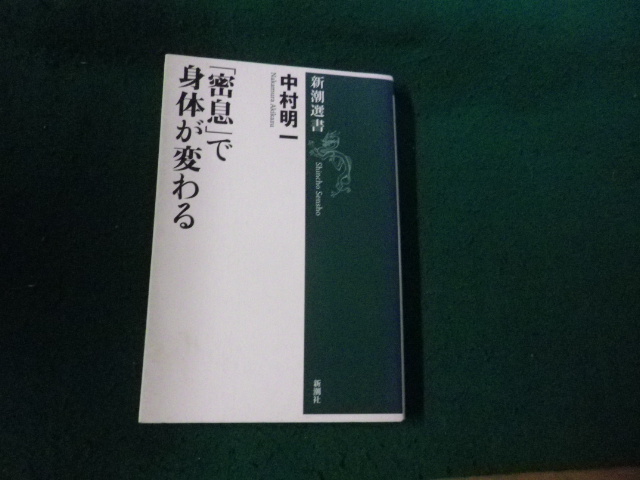 新潮選書
Shincho Sensho
中村明一
Nakamura Akikazu
「密息」で
身体が変わる
新潮社